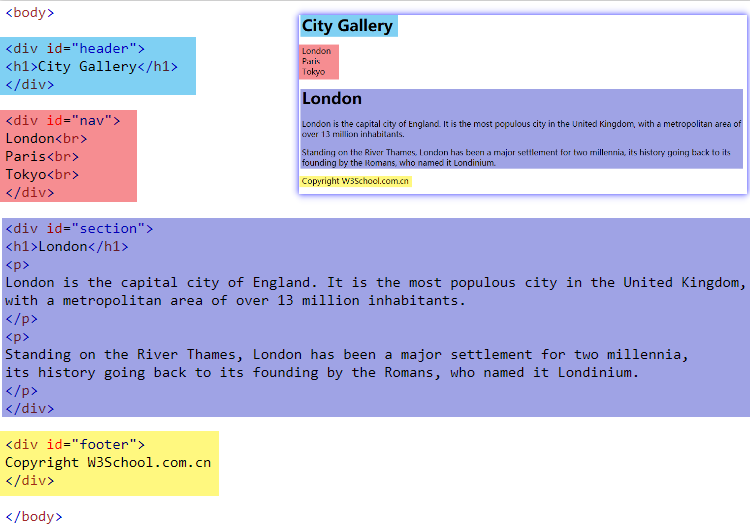 <body>
<div id="header">
<h1>City Gallery</h1>
</div>
<div id="nav">
London<br>
Paris<br>
Tokyo<br>
</div>
<div id="section">
<h1>London</h1>
<p>
London is the capital city of England. It is the most populous city in the United Kingdom,
with a metropolitan area of over 13 million inhabitants.
</p>
<p>
Standing on the River Thames, London has been a major settlement for two millennia,
its history going back to its founding by the Romans, who named it Londinium.
</p>
</div>
<div id="footer">
Copyright W3School.com.cn
</div>
</body>
City Gallery
London
Paris
Tokyo
London
London is the capital city of England. It is the most populous city in the United Kingdom, with a metropolitan area of
over 13 million inhabitants.
Standing on the River Thames, London has been a major settlement for two millennia, its history going back to its
founding by the Romans, who named it Londinium.
Copyright W3School.com.cn